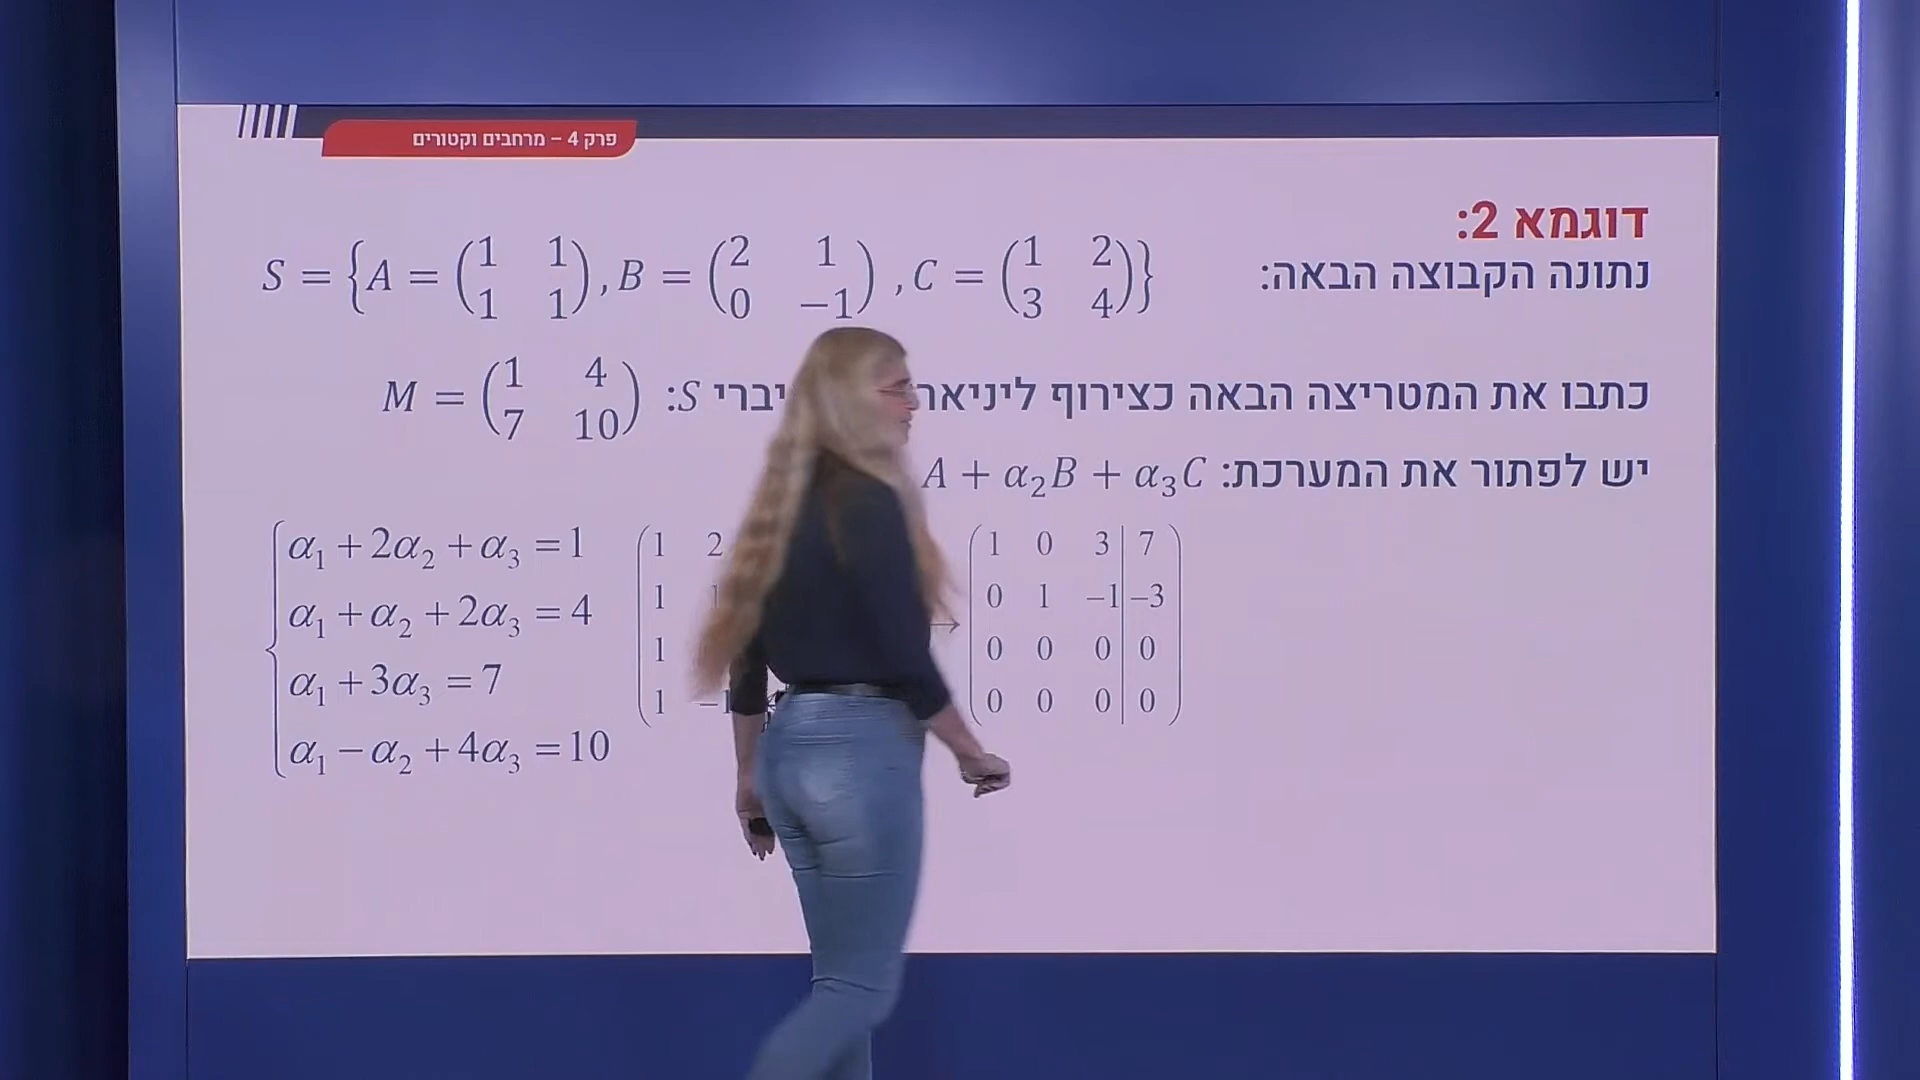 פרק 4 – מרחבים וקטורים
דוגמא 2:
נתונה הקבוצה הבאה: S = {A = (1 1; 1 1), B = (2 1; 0 −1), C = (1 2; 3 4)}
כתבו את המטריצה הבאה כצירוף S: M = (1 4; 7 10)
יש לפתור את המערכת: A + α₂B + α₃C
α₁ + 2α₂ + α₃ = 1
α₁ + α₂ + 2α₃ = 4
α₁ + 3α₃ = 7
α₁ − α₂ + 4α₃ = 10
1 2
1 1
1
1 −1
→
1 0 3 | 7
0 1 −1 | −3
0 0 0 | 0
0 0 0 | 0